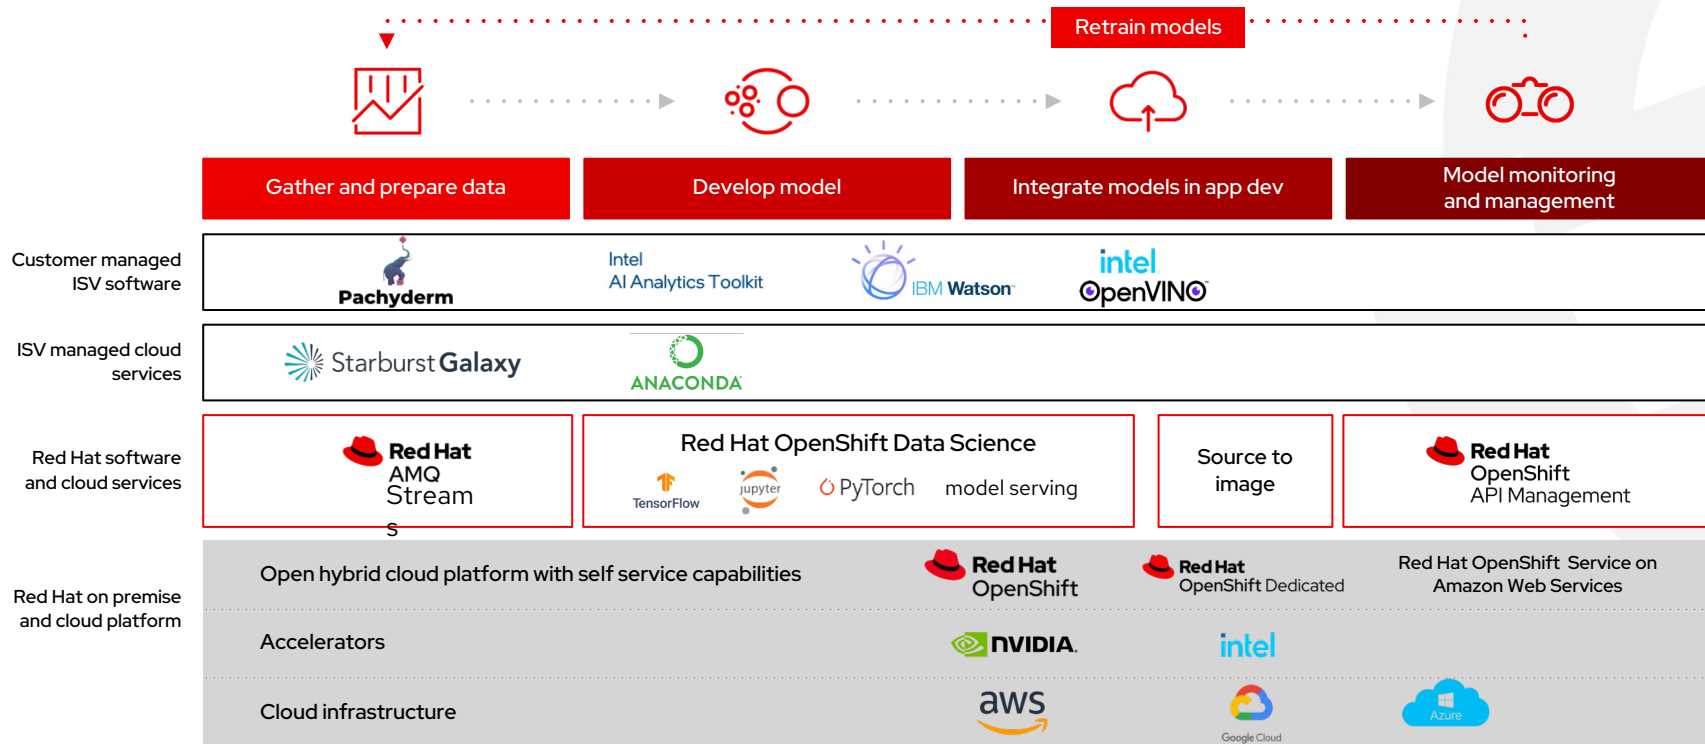 Retrain models
Gather and prepare data
Develop model
Integrate models in app dev
Model monitoring
and management
Customer managed
ISV software
Pachyderm
Intel
AI Analytics Toolkit
IBM Watson
intel
OpenVINO
ISV managed cloud
services
Starburst Galaxy
ANACONDA
Red Hat software
and cloud services
Red Hat
AMQ
Stream
s
Red Hat OpenShift Data Science
TensorFlow
jupyter
PyTorch
model serving
Source to
image
Red Hat
OpenShift
API Management
Red Hat on premise
and cloud platform
Open hybrid cloud platform with self service capabilities
Red Hat
OpenShift
Red Hat
OpenShift Dedicated
Red Hat OpenShift Service on
Amazon Web Services
Accelerators
NVIDIA
intel
Cloud infrastructure
aws
Google Cloud
Azure